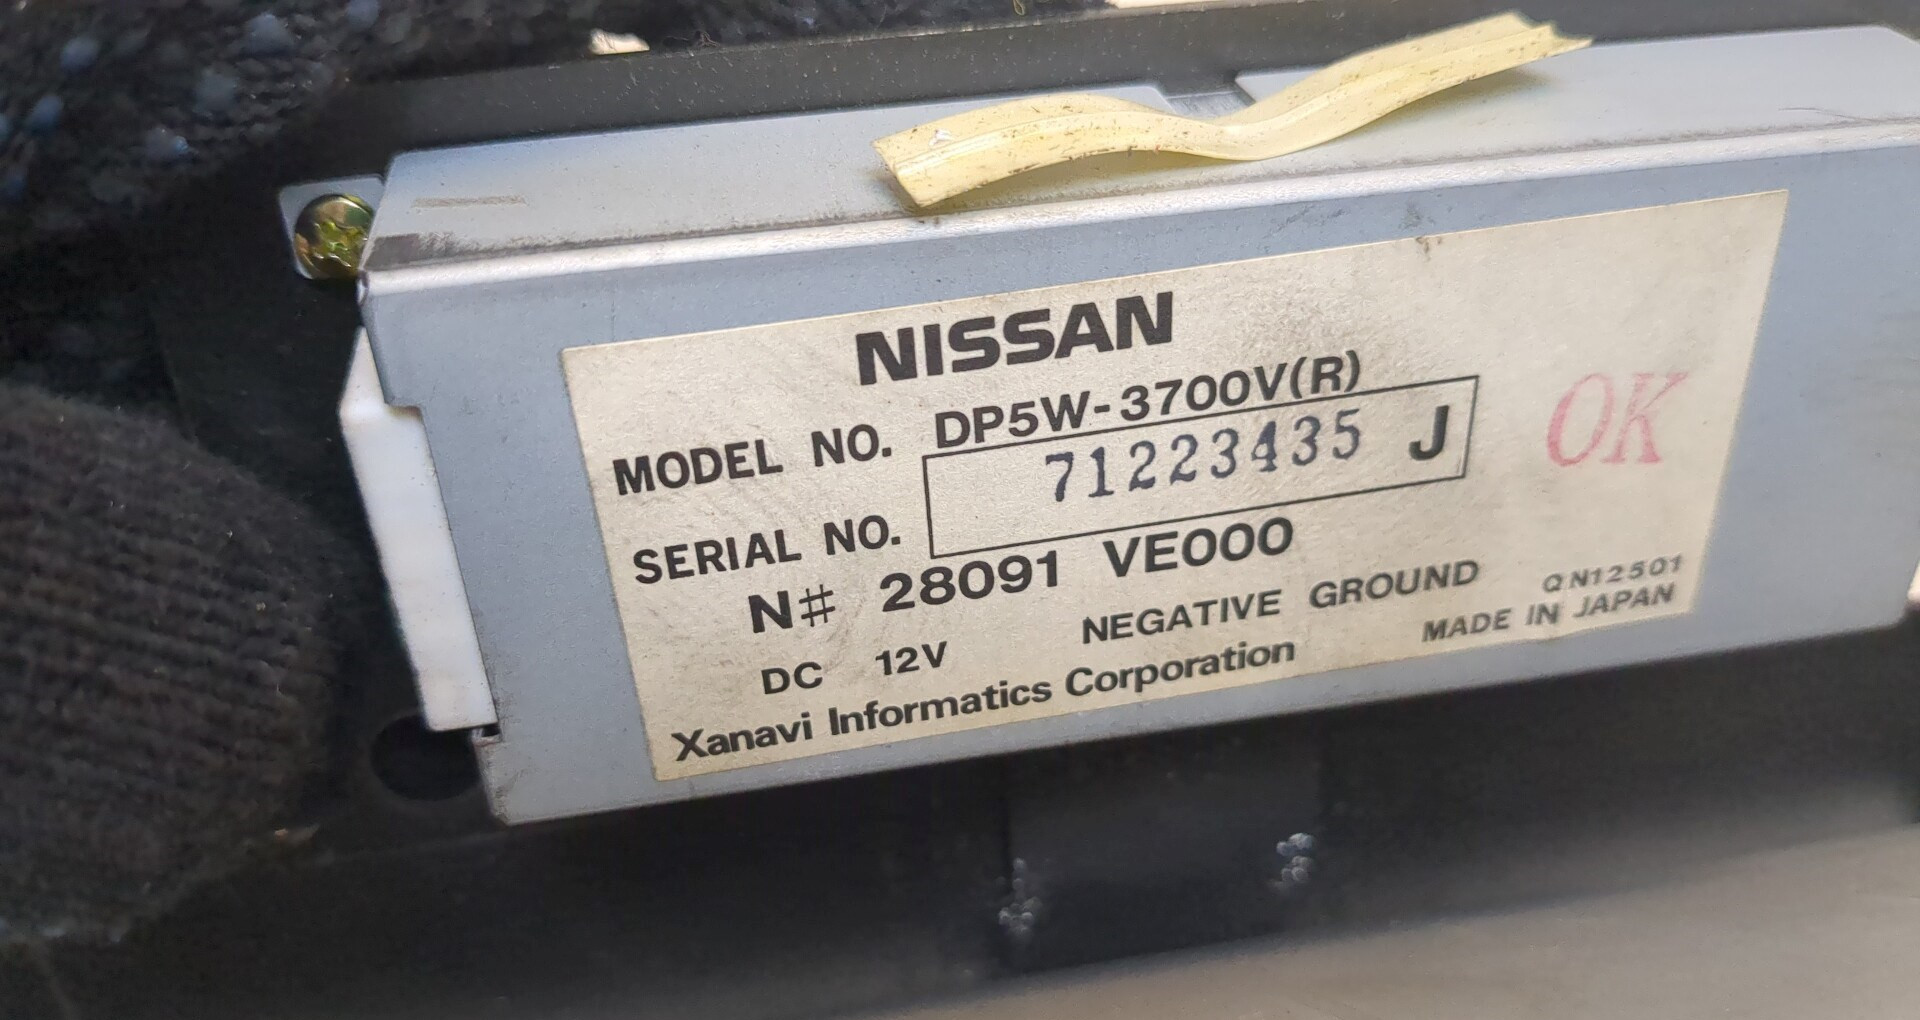 NISSAN
MODEL NO. DP5W-3700V(R)
SERIAL NO. 71223435 J
OK
N# 28091 VE000
DC 12V NEGATIVE GROUND QN12501
Xanavi Informatics Corporation MADE IN JAPAN